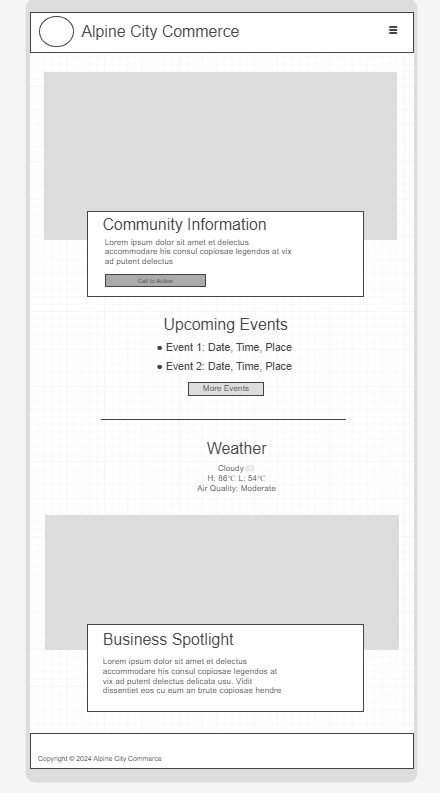 Alpine City Commerce
Community Information
Lorem ipsum dolor sit amet et delectus
accommodare his consul copiosae legendos at vix
ad putent delectus
Call to Action
Upcoming Events
• Event 1: Date, Time, Place
• Event 2: Date, Time, Place
More Events
Weather
Cloudy
H: 86℃ L: 54℃
Air Quality: Moderate
Business Spotlight
Lorem ipsum dolor sit amet et delectus
accommodare his consul copiosae legendos at
vix ad putent delectus delicata usu. Vidit
dissentiet eos cu eum an brute copiosae hendre
Copyright © 2024 Alpine City Commerce